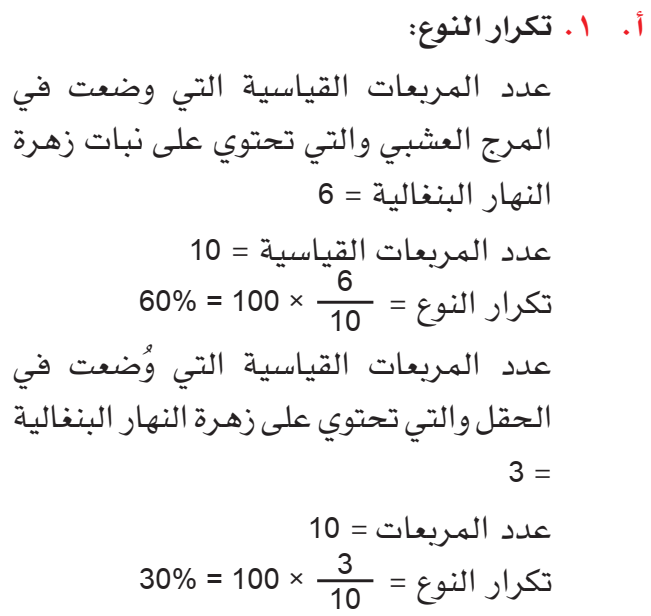 أ. ١. تكرار النوع:
عدد المربعات القياسية التي وضعت في
المرج العشبي والتي تحتوي على نبات زهرة
النهار البنغالية = 6
عدد المربعات القياسية = 10
تكرار النوع = 6/10 × 100 = 60%
عدد المربعات القياسية التي وُضعت في
الحقل والتي تحتوي على زهرة النهار البنغالية
= 3
عدد المربعات = 10
تكرار النوع = 3/10 × 100 = 30%